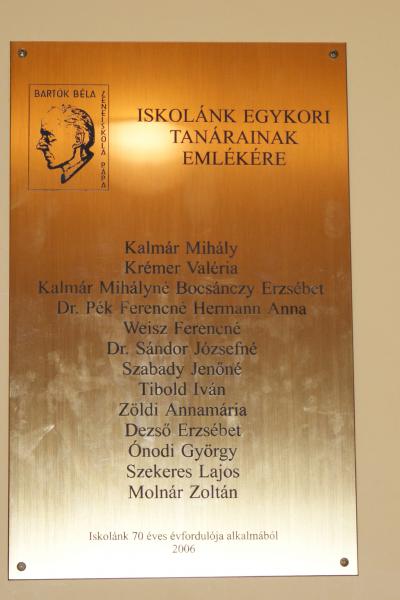 BARTÓK BÉLA
ZENEISKOLA PÁPA
ISKOLÁNK EGYKORI
TANÁRAINAK
EMLÉKÉRE
Kalmár Mihály
Krémer Valéria
Kalmár Mihályné Bocsánczy Erzsébet
Dr. Pék Ferencné Hermann Anna
Weisz Ferencné
Dr. Sándor Józsefné
Szabady Jenőné
Tibold Iván
Zöldi Annamária
Dezső Erzsébet
Ónodi György
Szekeres Lajos
Molnár Zoltán
Iskolánk 70 éves évfordulója alkalmából
2006